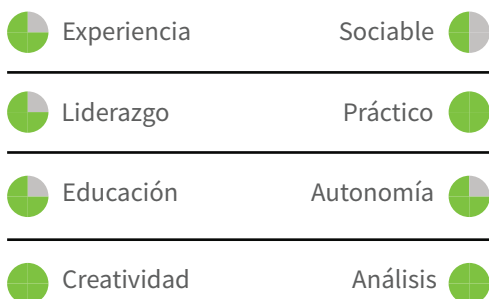 Experiencia Sociable
Liderazgo Práctico
Educación Autonomía
Creatividad Análisis